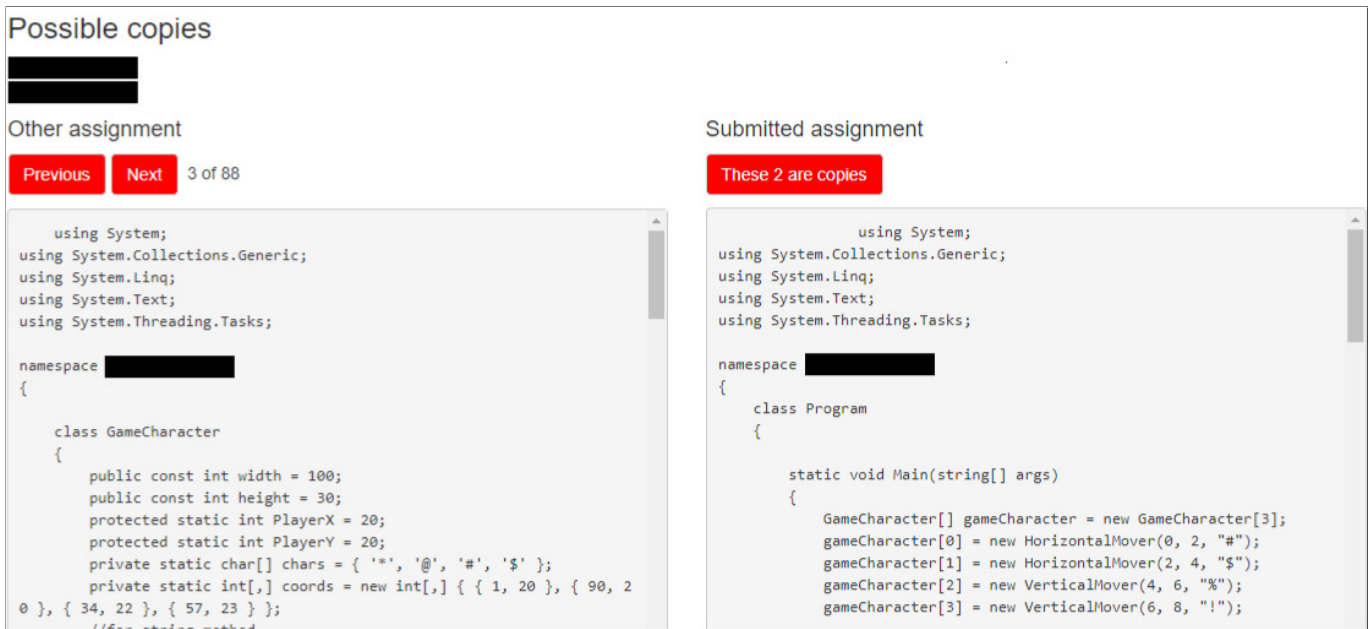 Possible copies
Other assignment
Previous Next 3 of 88
using System;
using System.Collections.Generic;
using System.Linq;
using System.Text;
using System.Threading.Tasks;
namespace
{
class GameCharacter
{
public const int width = 100;
public const int height = 30;
protected static int PlayerX = 20;
protected static int PlayerY = 20;
private static char[] chars = { '*', '@', '#', '$' };
private static int[,] coords = new int[,] { { 1, 20 }, { 90, 2
0 }, { 34, 22 }, { 57, 23 } };
//for string method
Submitted assignment
These 2 are copies
using System;
using System.Collections.Generic;
using System.Linq;
using System.Text;
using System.Threading.Tasks;
namespace
{
class Program
{
static void Main(string[] args)
{
GameCharacter[] gameCharacter = new GameCharacter[3];
gameCharacter[0] = new HorizontalMover(0, 2, "#");
gameCharacter[1] = new HorizontalMover(2, 4, "$");
gameCharacter[2] = new VerticalMover(4, 6, "%");
gameCharacter[3] = new VerticalMover(6, 8, "!");